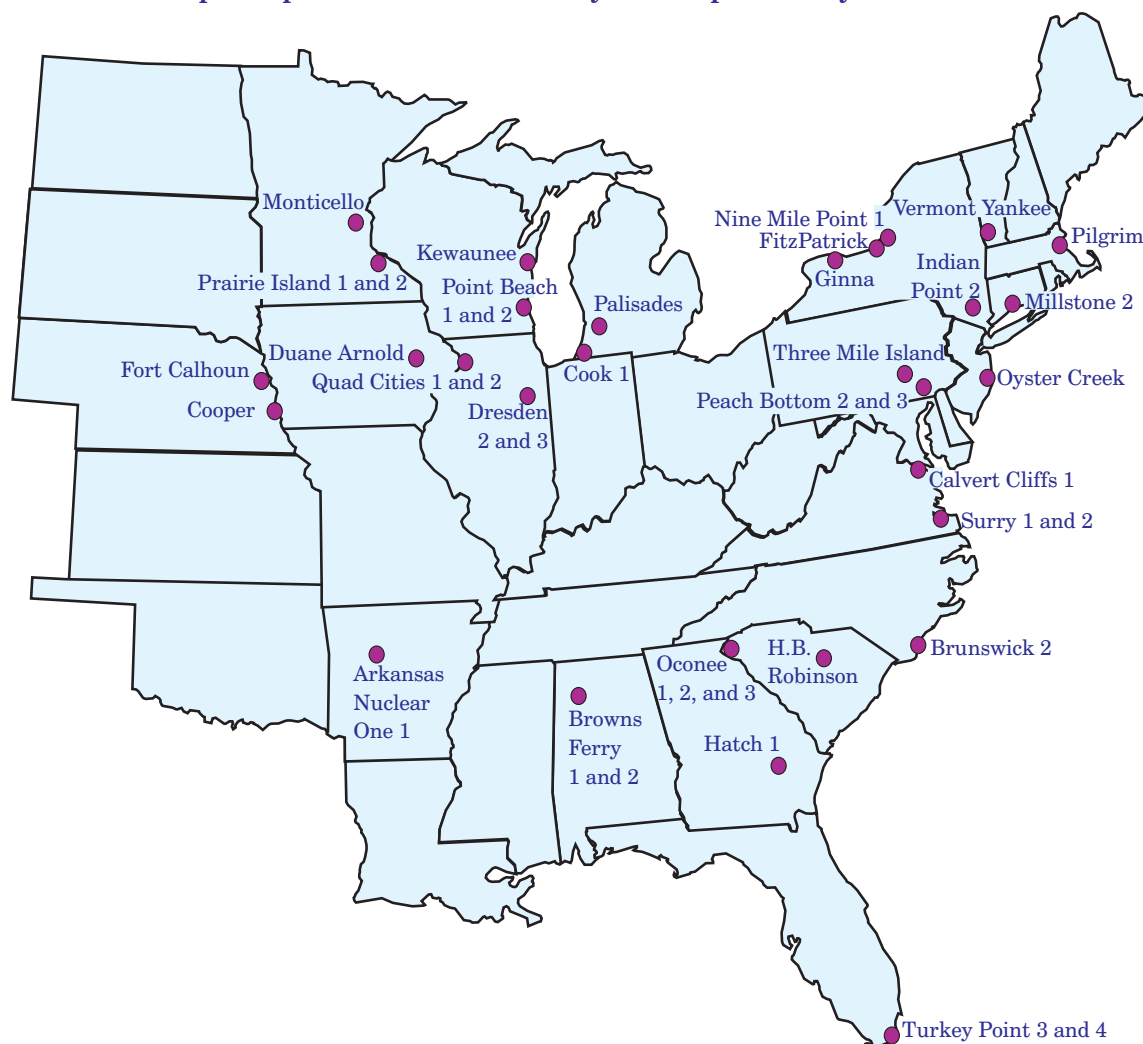 Monticello
Prairie Island 1 and 2
Kewaunee
Point Beach
1 and 2
Palisades
Nine Mile Point 1
FitzPatrick
Ginna
Vermont Yankee
Pilgrim
Indian
Point 2
Millstone 2
Fort Calhoun
Cooper
Duane Arnold
Quad Cities 1 and 2
Dresden
2 and 3
Cook 1
Three Mile Island
Peach Bottom 2 and 3
Oyster Creek
Calvert Cliffs 1
Surry 1 and 2
Arkansas
Nuclear
One 1
Browns
Ferry
1 and 2
Oconee
1, 2, and 3
H.B.
Robinson
Brunswick 2
Hatch 1
Turkey Point 3 and 4